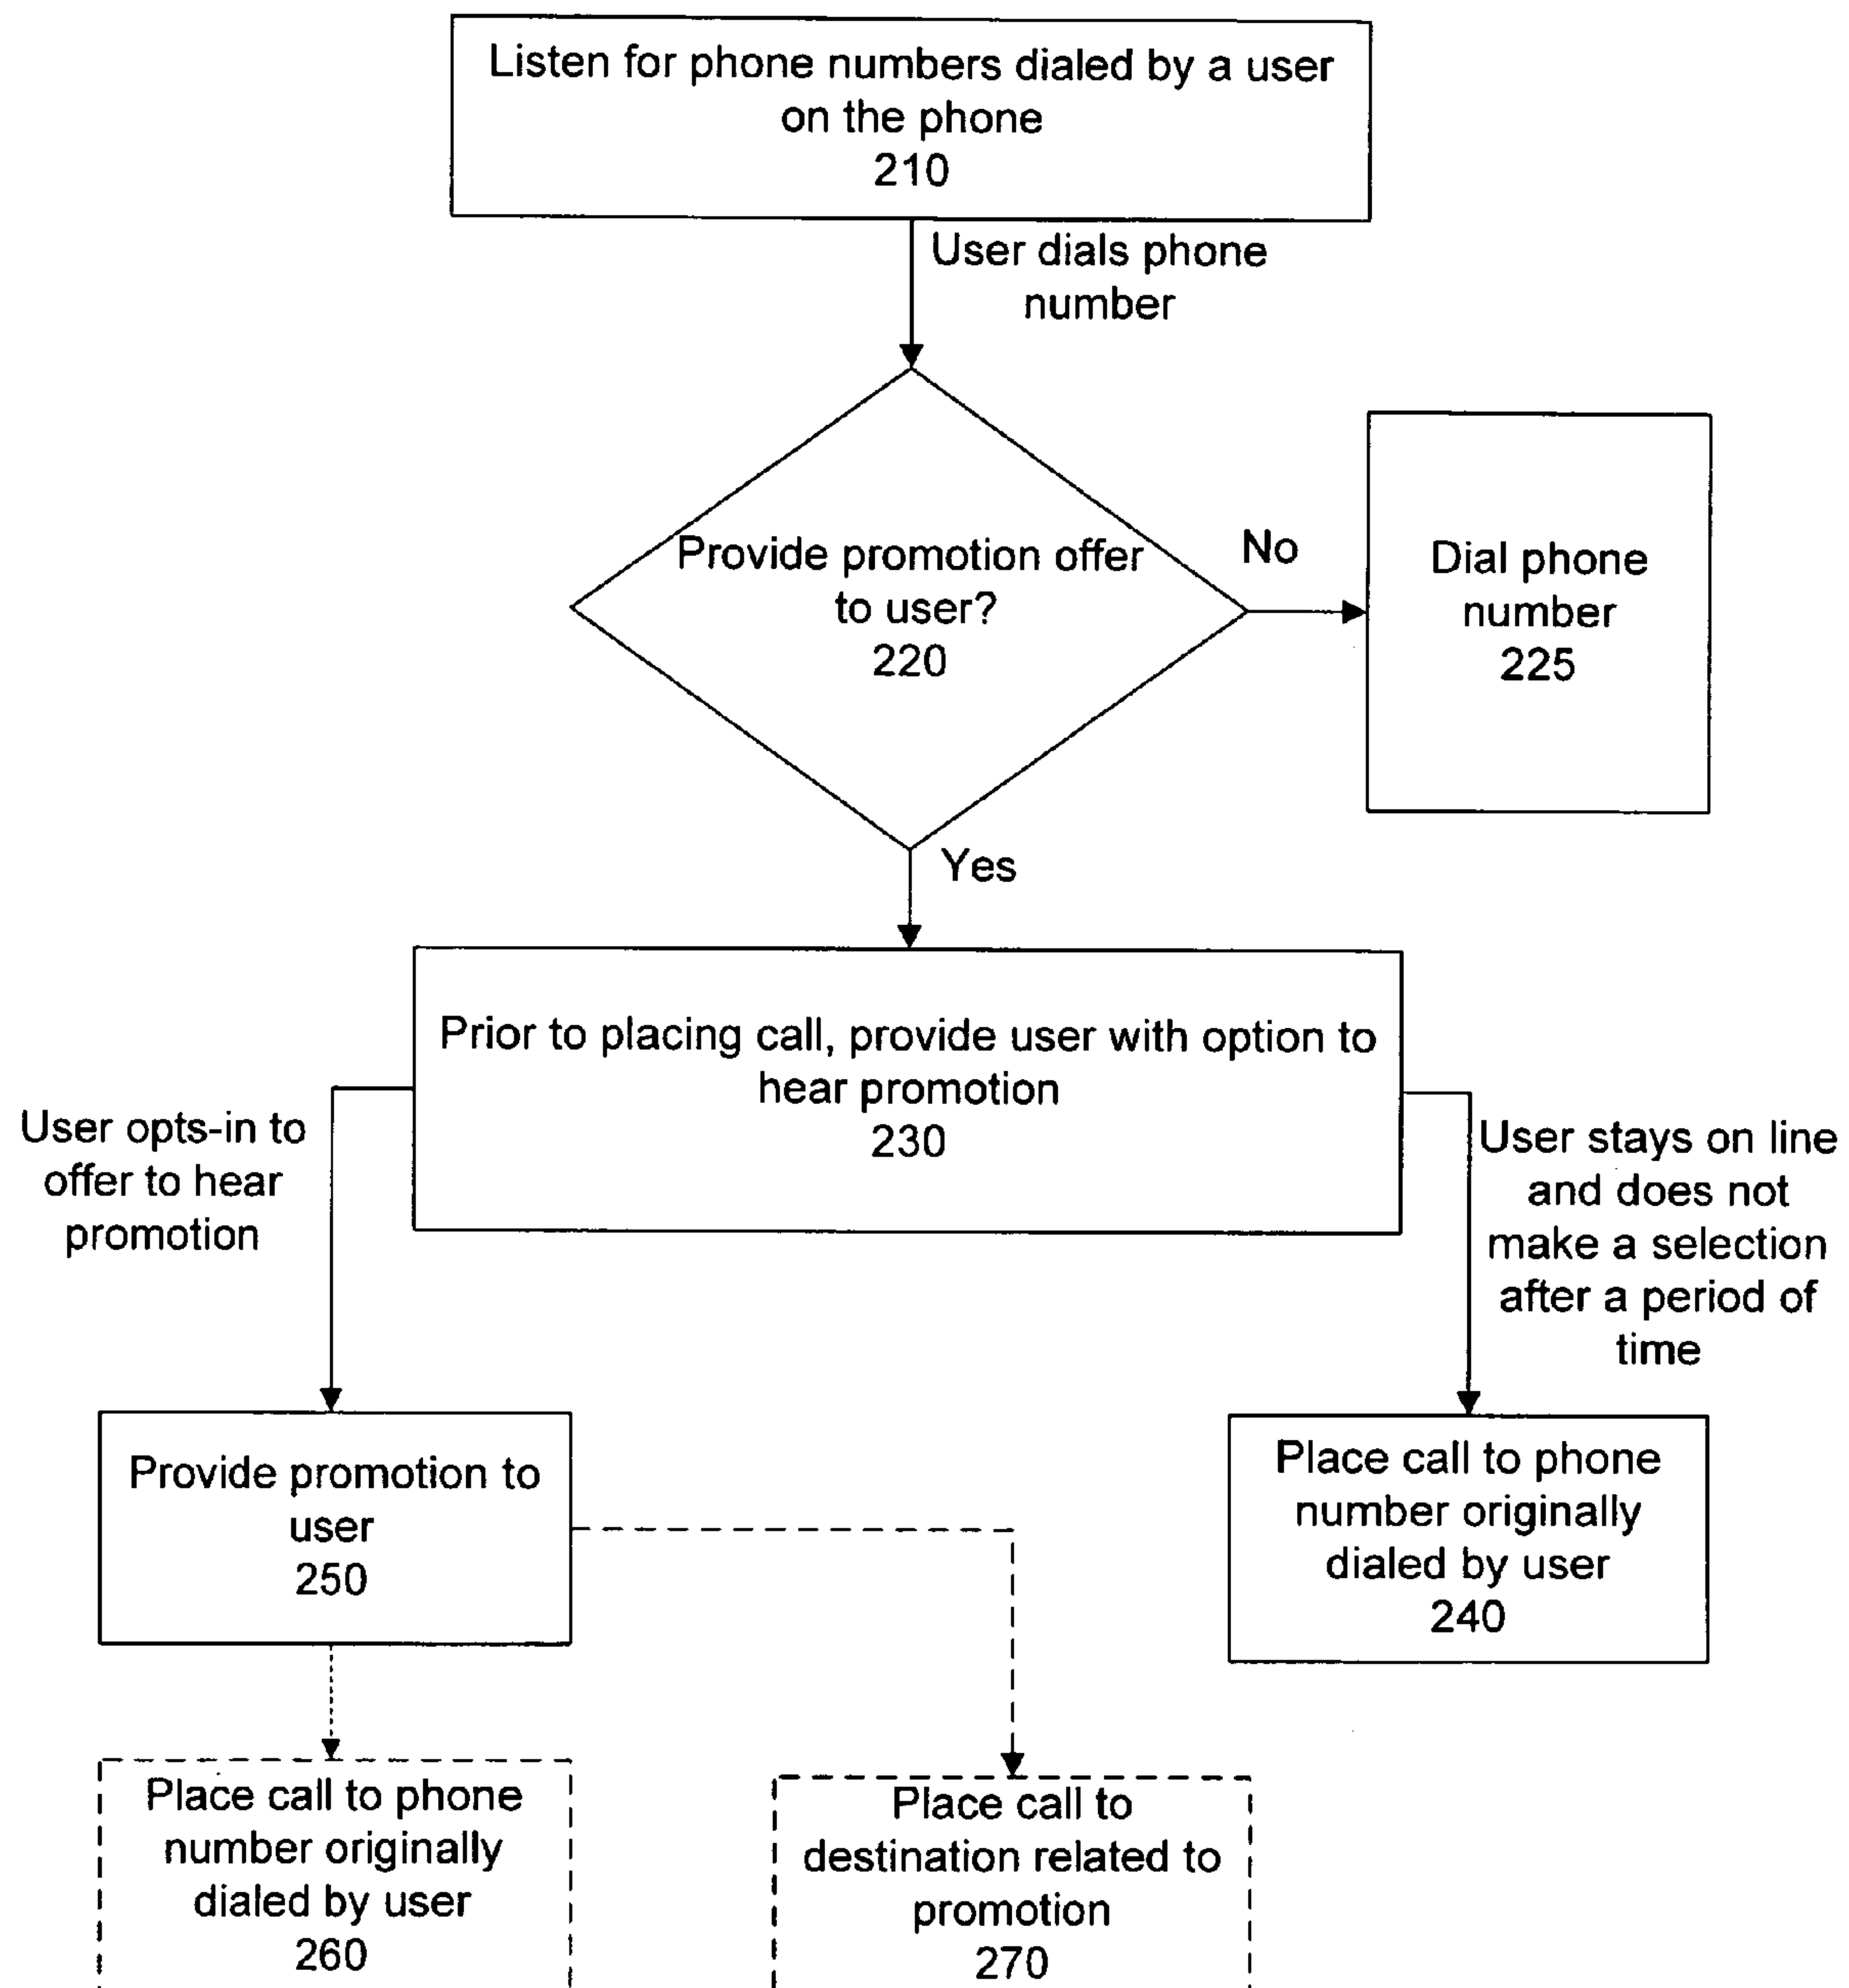 Listen for phone numbers dialed by a user
on the phone
210
User dials phone
number
Provide promotion offer
to user?
220
No
Dial phone
number
225
Yes
Prior to placing call, provide user with option to
hear promotion
230
User opts-in to
offer to hear
promotion
User stays on line
and does not
make a selection
after a period of
time
Provide promotion to
user
250
Place call to phone
number originally
dialed by user
240
Place call to phone
number originally
dialed by user
260
Place call to
destination related to
promotion
270